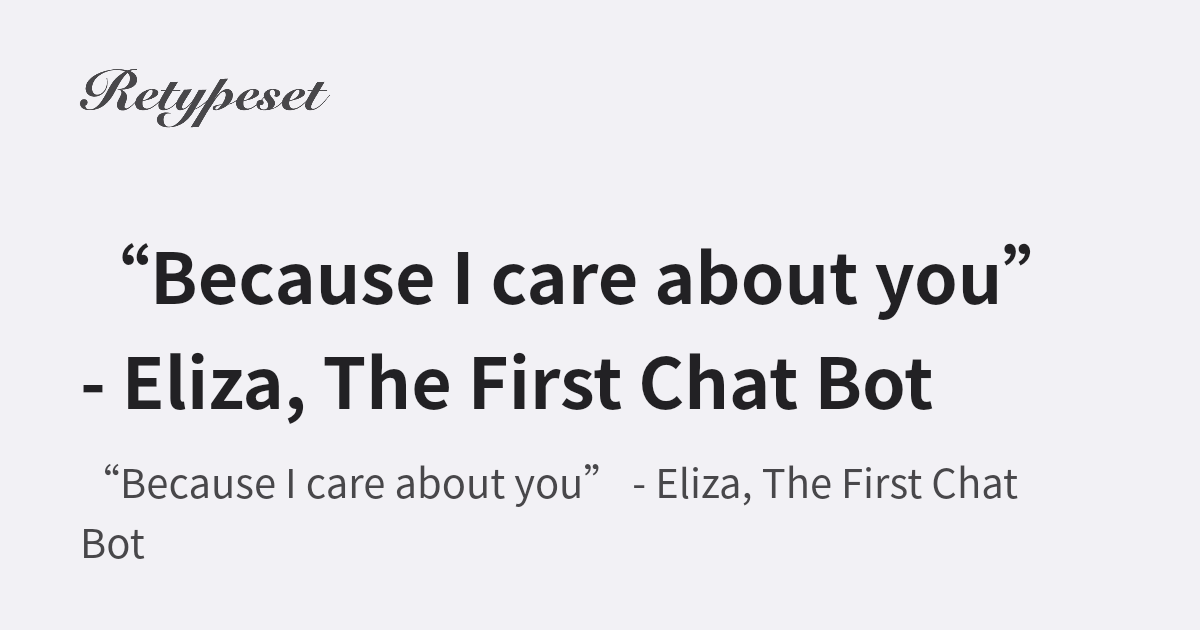 Retypeset
“Because I care about you”
- Eliza, The First Chat Bot
“Because I care about you” - Eliza, The First Chat
Bot